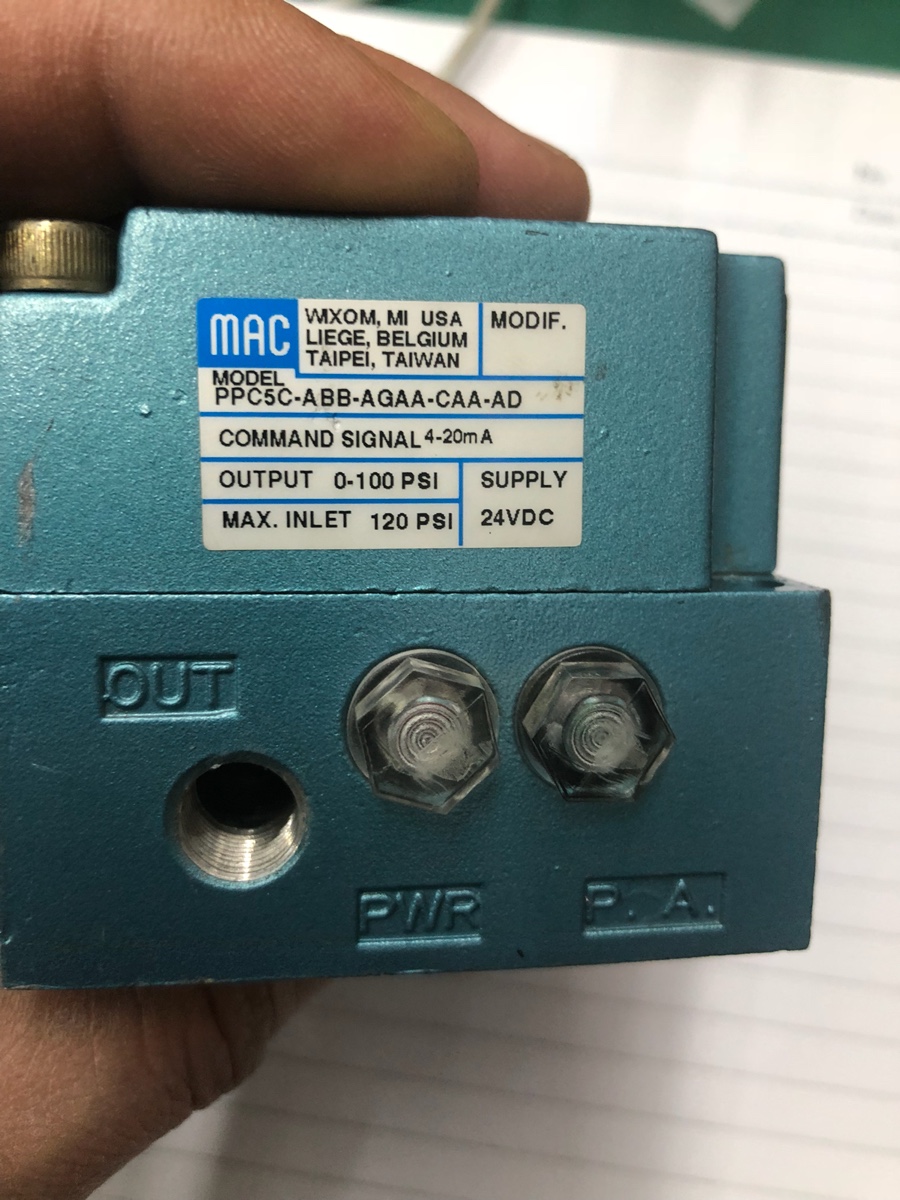 MAC
WIXOM, MI USA
LIEGE, BELGIUM
TAIPEI, TAIWAN
MODIF.
MODEL
PPC5C-ABB-AGAA-CAA-AD
COMMAND SIGNAL 4-20mA
OUTPUT 0-100 PSI
SUPPLY
MAX. INLET 120 PSI
24VDC
OUT
PWR
P. A.